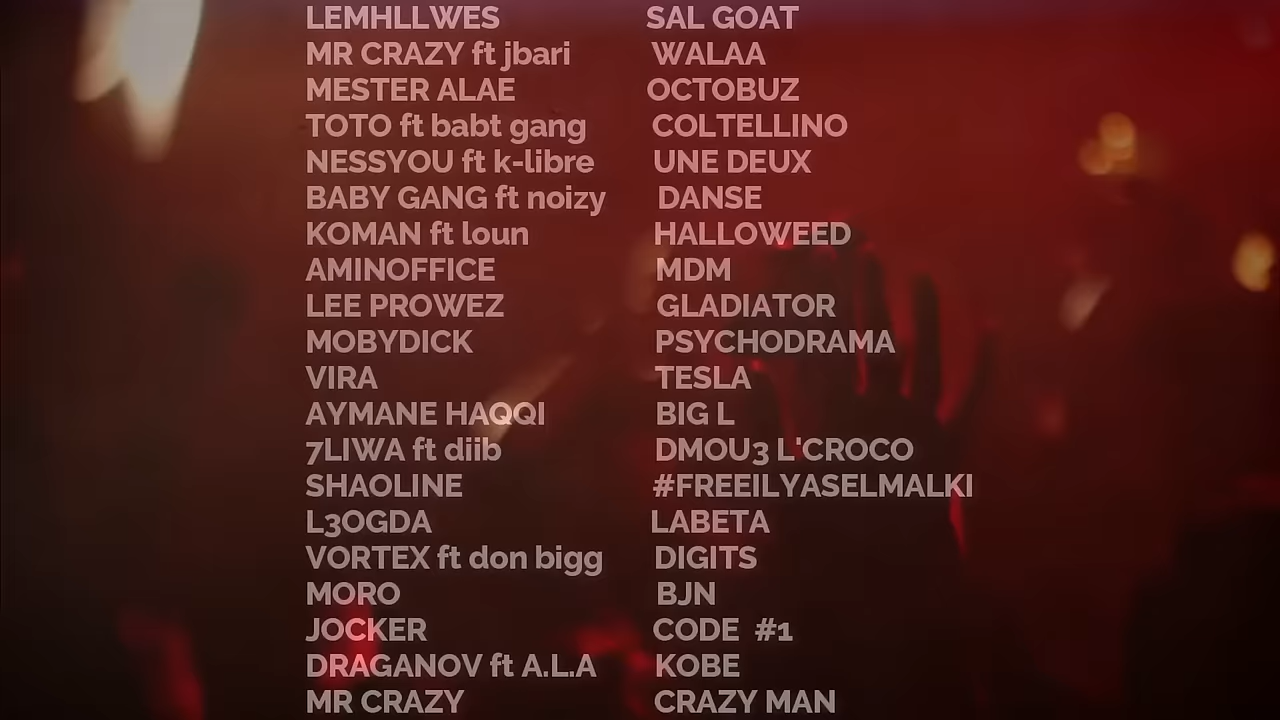 LEMHLLWES SAL GOAT
MR CRAZY ft jbari WALAA
MESTER ALAE OCTOBUZ
TOTO ft babt gang COLTELLINO
NESSYOU ft k-libre UNE DEUX
BABY GANG ft noizy DANSE
KOMAN ft loun HALLOWEED
AMINOFFICE MDM
LEE PROWEZ GLADIATOR
MOBYDICK PSYCHODRAMA
VIRA TESLA
AYMANE HAQQI BIG L
7LIWA ft diib DMOU3 L'CROCO
SHAOLINE #FREEILYASELMALKI
L3OGDA LABETA
VORTEX ft don bigg DIGITS
MORO BJN
JOCKER CODE #1
DRAGANOV ft A.L.A KOBE
MR CRAZY CRAZY MAN